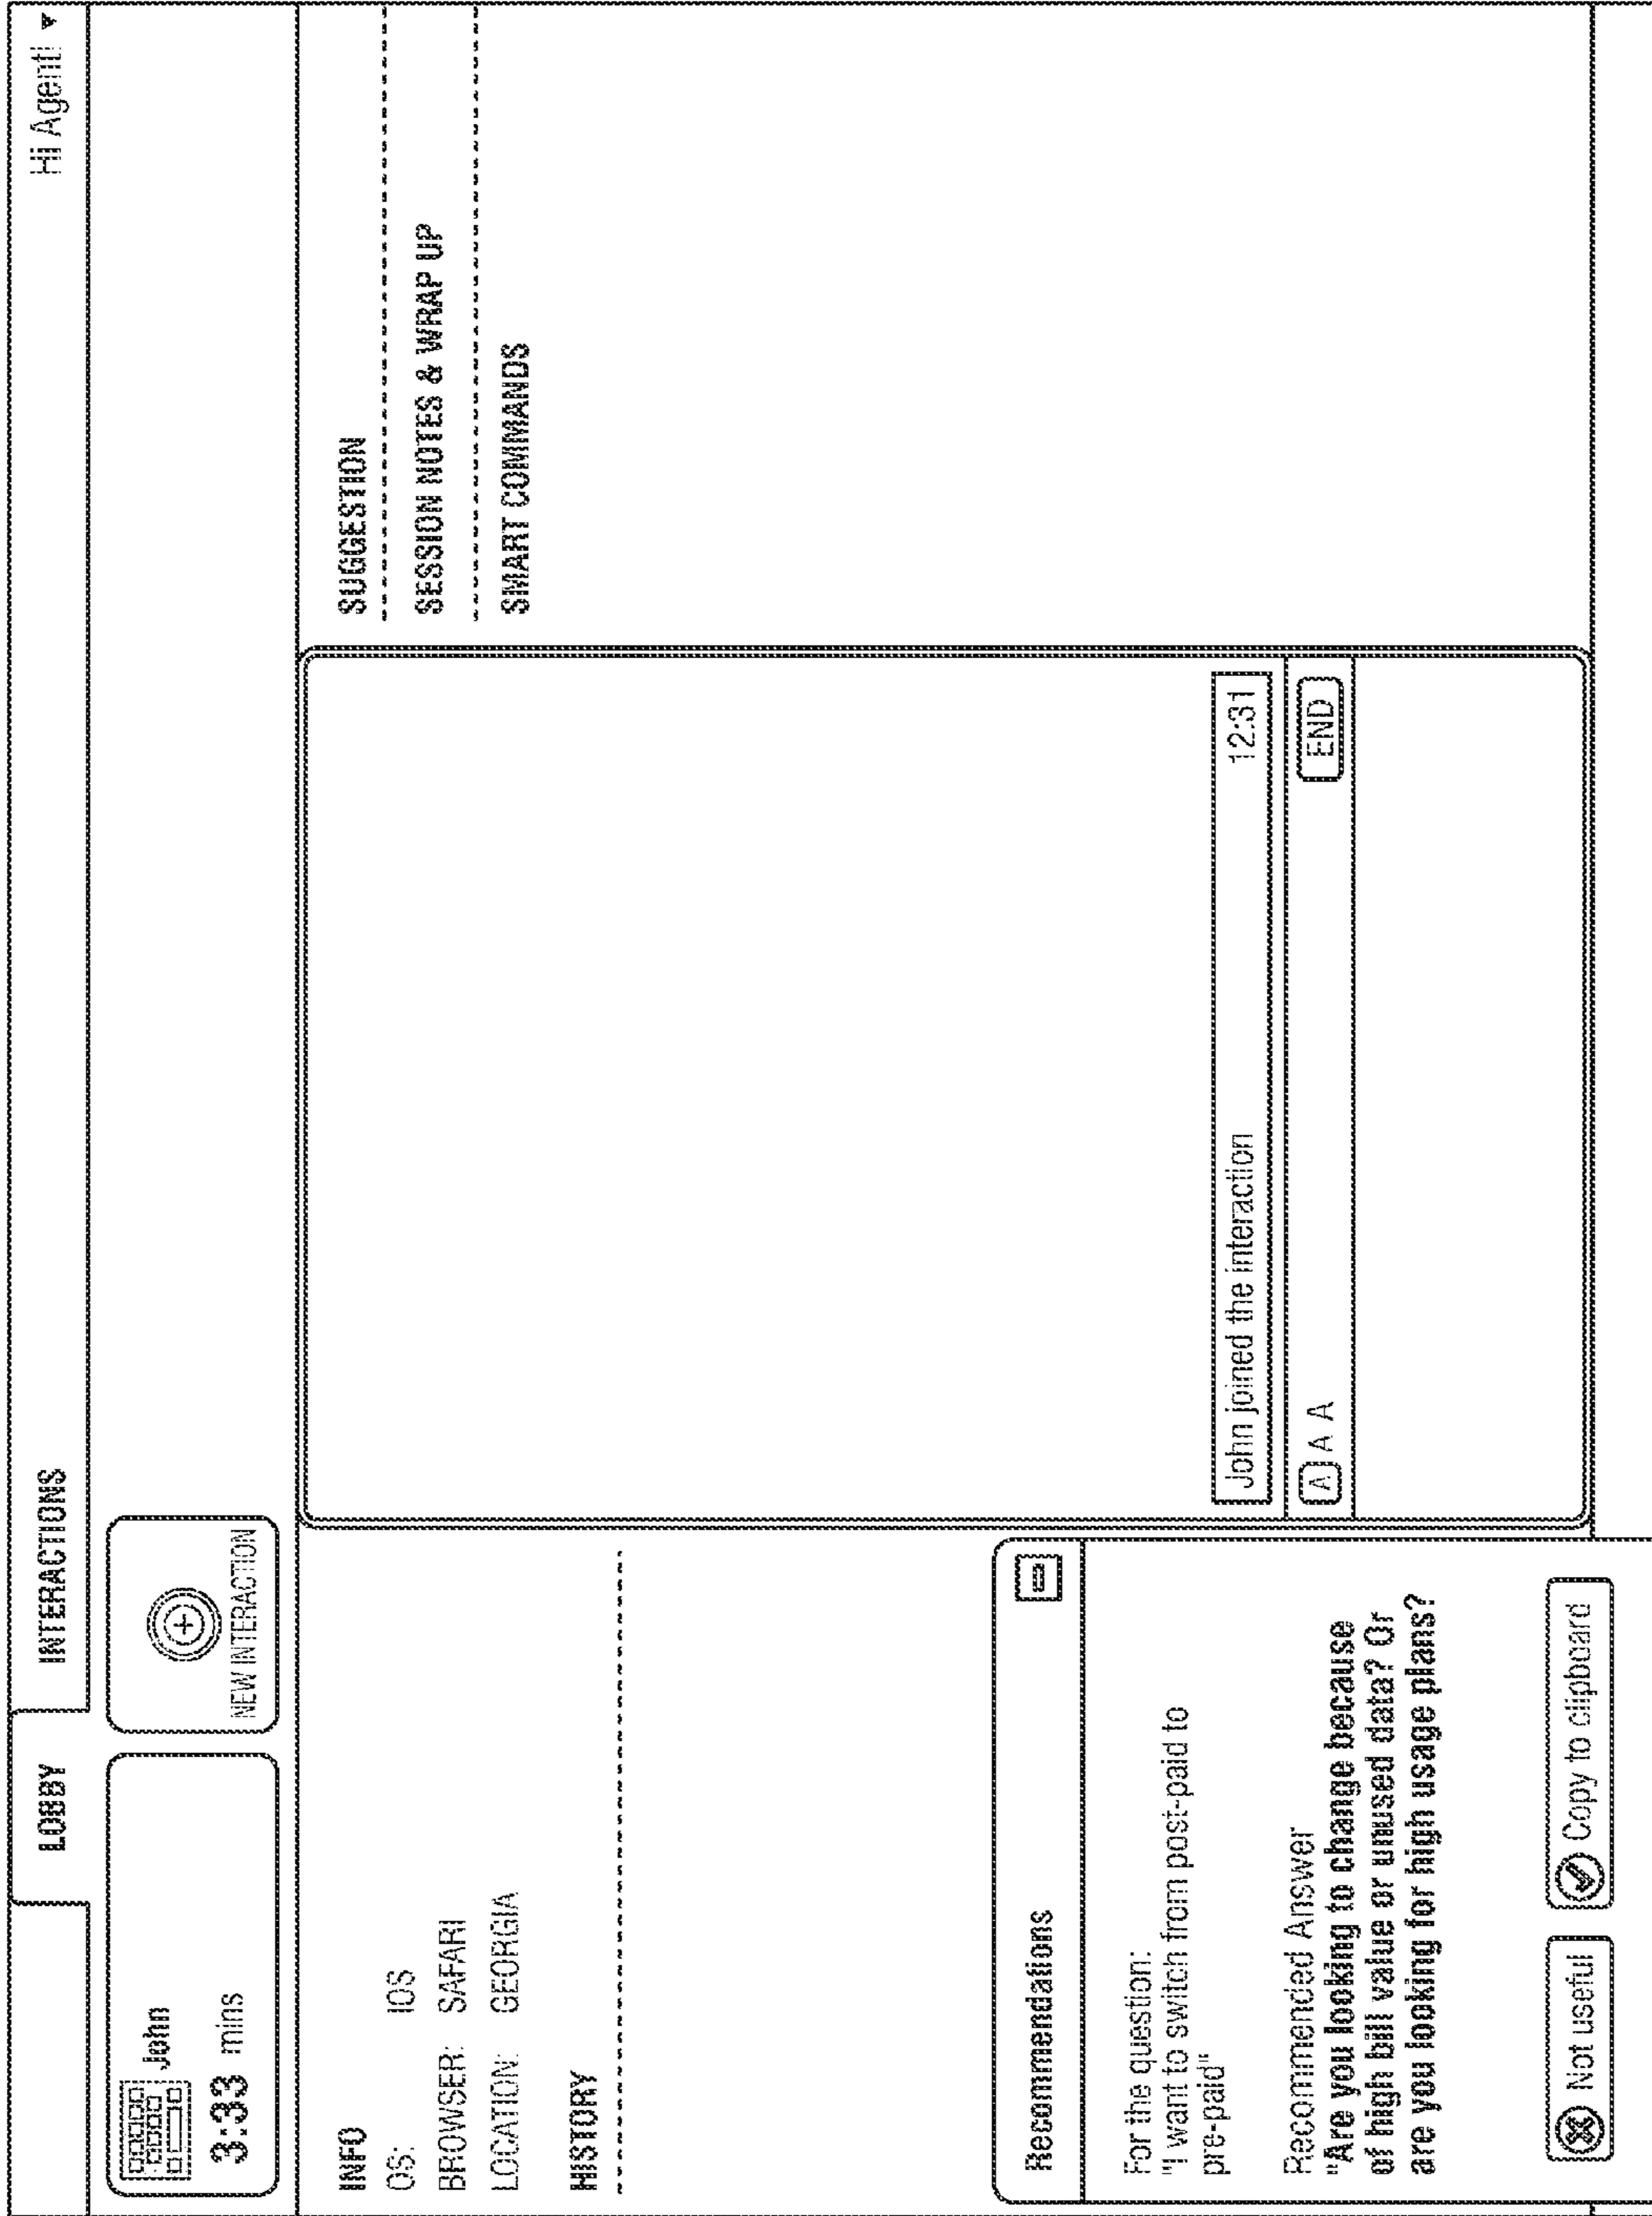 LOBBY
INTERACTIONS
Hi Agent!
John
3:33 mins
NEW INTERACTION
INFO
OS: IOS
BROWSER: SAFARI
LOCATION: GEORGIA
HISTORY
Recommendations
For the question:
"I want to switch from post-paid to
pre-paid"
Recommended Answer
"Are you looking to change because
of high bill value or unused data? Or
are you looking for high usage plans?
Not useful
Copy to clipboard
John joined the interaction 12:31
A A A
END
SUGGESTION
SESSION NOTES & WRAP UP
SMART COMMANDS